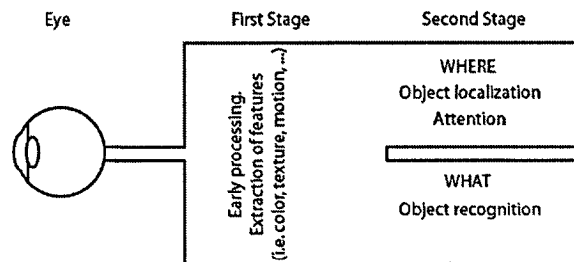 Eye
First Stage
Second Stage
Early processing.
Extraction of features
(i.e. color, texture, motion, ...)
WHERE
Object localization
Attention
WHAT
Object recognition